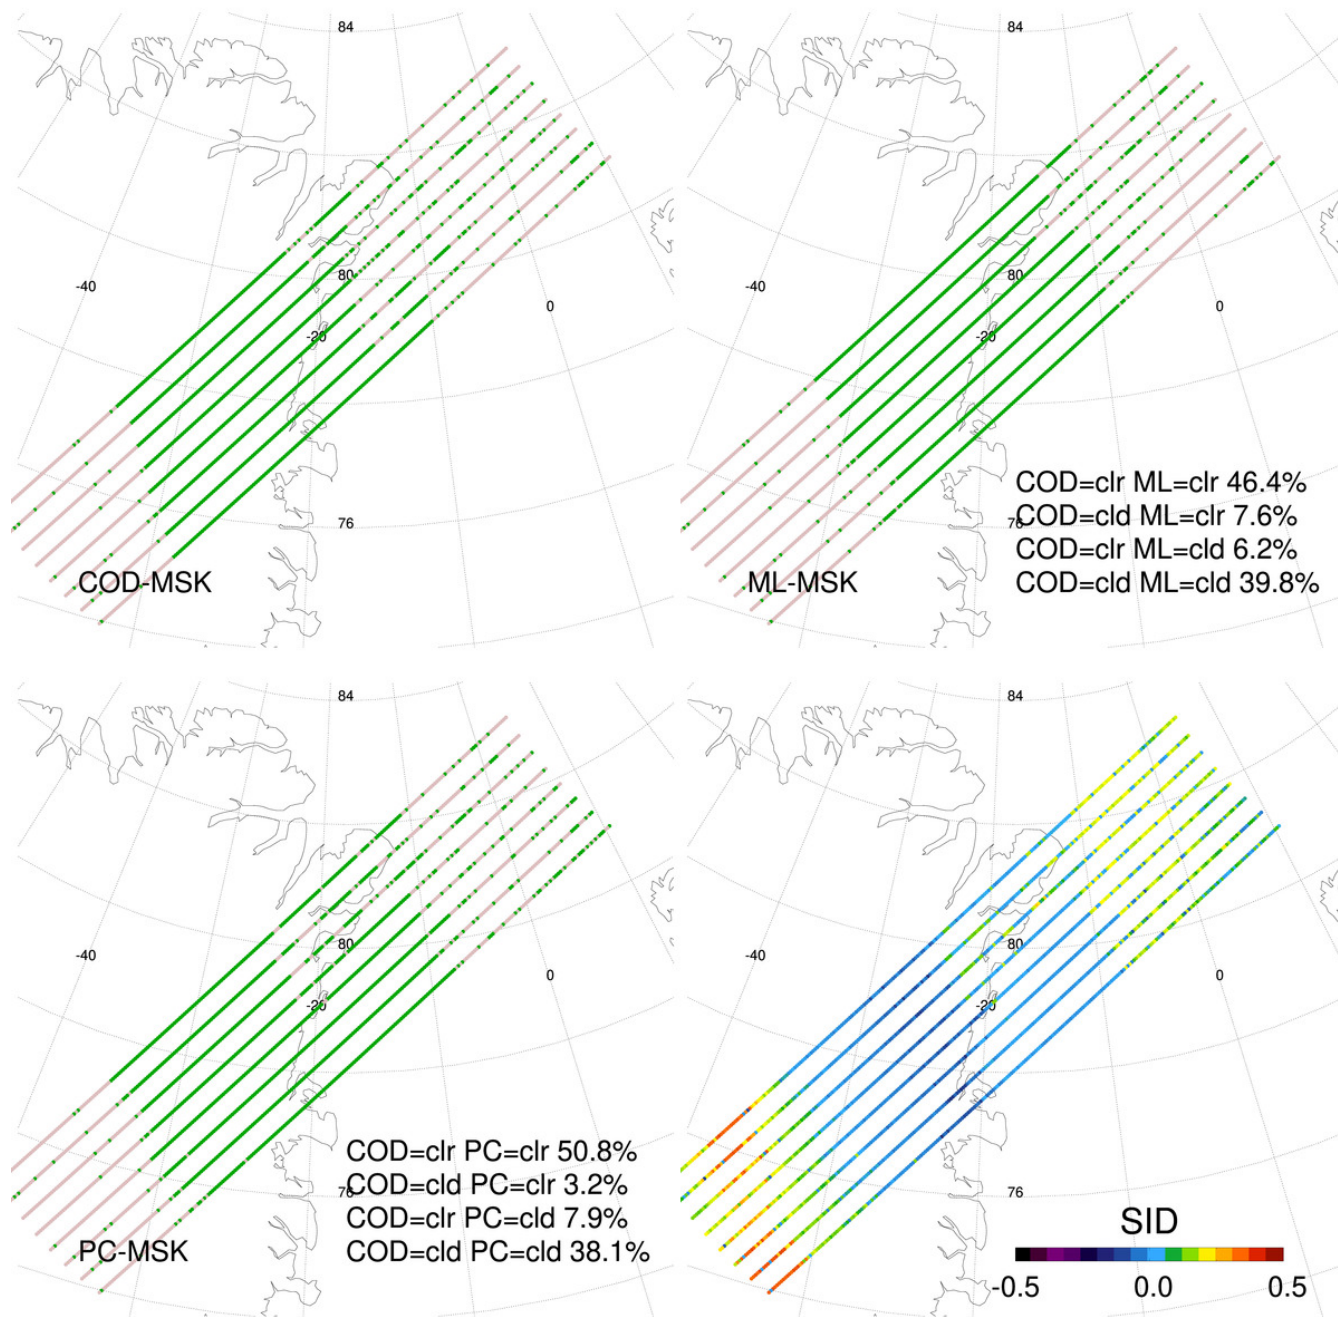 84
80
-40
0
-20
76
COD-MSK
84
80
-40
0
-20
COD=clr ML=clr 46.4%
76
COD=cld ML=clr 7.6%
COD=clr ML=cld 6.2%
COD=cld ML=cld 39.8%
ML-MSK
84
80
-40
0
-20
COD=clr PC=clr 50.8%
76
COD=cld PC=clr 3.2%
COD=clr PC=cld 7.9%
COD=cld PC=cld 38.1%
PC-MSK
84
80
-40
0
-20
76
SID
-0.5 0.0 0.5